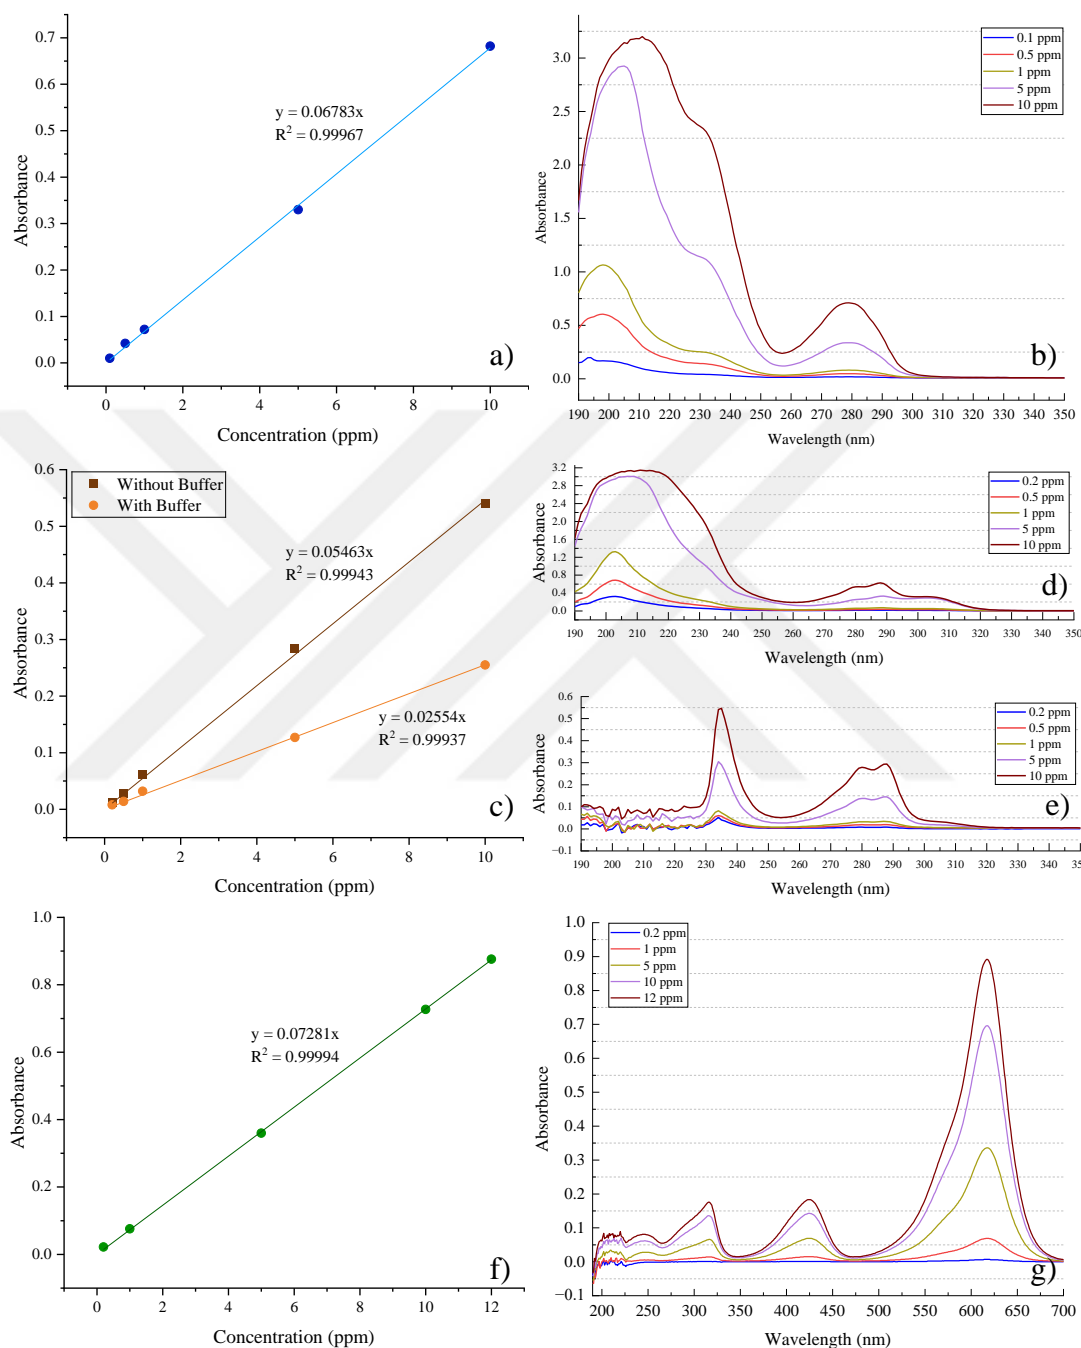 0.7
0.6
0.5
0.4
0.3
0.2
0.1
0.0
Absorbance
y = 0.06783x
R² = 0.99967
a)
0 2 4 6 8 10
Concentration (ppm)
3.0
2.5
2.0
1.5
1.0
0.5
0.0
Absorbance
0.1 ppm
0.5 ppm
1 ppm
5 ppm
10 ppm
b)
190 200 210 220 230 240 250 260 270 280 290 300 310 320 330 340 350
Wavelength (nm)
0.6
0.5
0.4
0.3
0.2
0.1
0.0
Absorbance
Without Buffer
With Buffer
y = 0.05463x
R² = 0.99943
y = 0.02554x
R² = 0.99937
c)
0 2 4 6 8 10
Concentration (ppm)
3.2
2.8
2.4
2.0
1.6
1.2
0.8
0.4
0.0
Absorbance
0.2 ppm
0.5 ppm
1 ppm
5 ppm
10 ppm
d)
190 200 210 220 230 240 250 260 270 280 290 300 310 320 330 340 350
Wavelength (nm)
0.6
0.5
0.4
0.3
0.2
0.1
0.0
−0.1
Absorbance
0.2 ppm
0.5 ppm
1 ppm
5 ppm
10 ppm
e)
190 200 210 220 230 240 250 260 270 280 290 300 310 320 330 340
Wavelength (nm)
1.0
0.8
0.6
0.4
0.2
0.0
Absorbance
y = 0.07281x
R² = 0.99994
f)
0 2 4 6 8 10 12
Concentration (ppm)
1.0
0.9
0.8
0.7
0.6
0.5
0.4
0.3
0.2
0.1
0.0
−0.1
Absorbance
0.2 ppm
1 ppm
5 ppm
10 ppm
12 ppm
g)
200 250 300 350 400 450 500 550 600 650 700
Wavelength (nm)